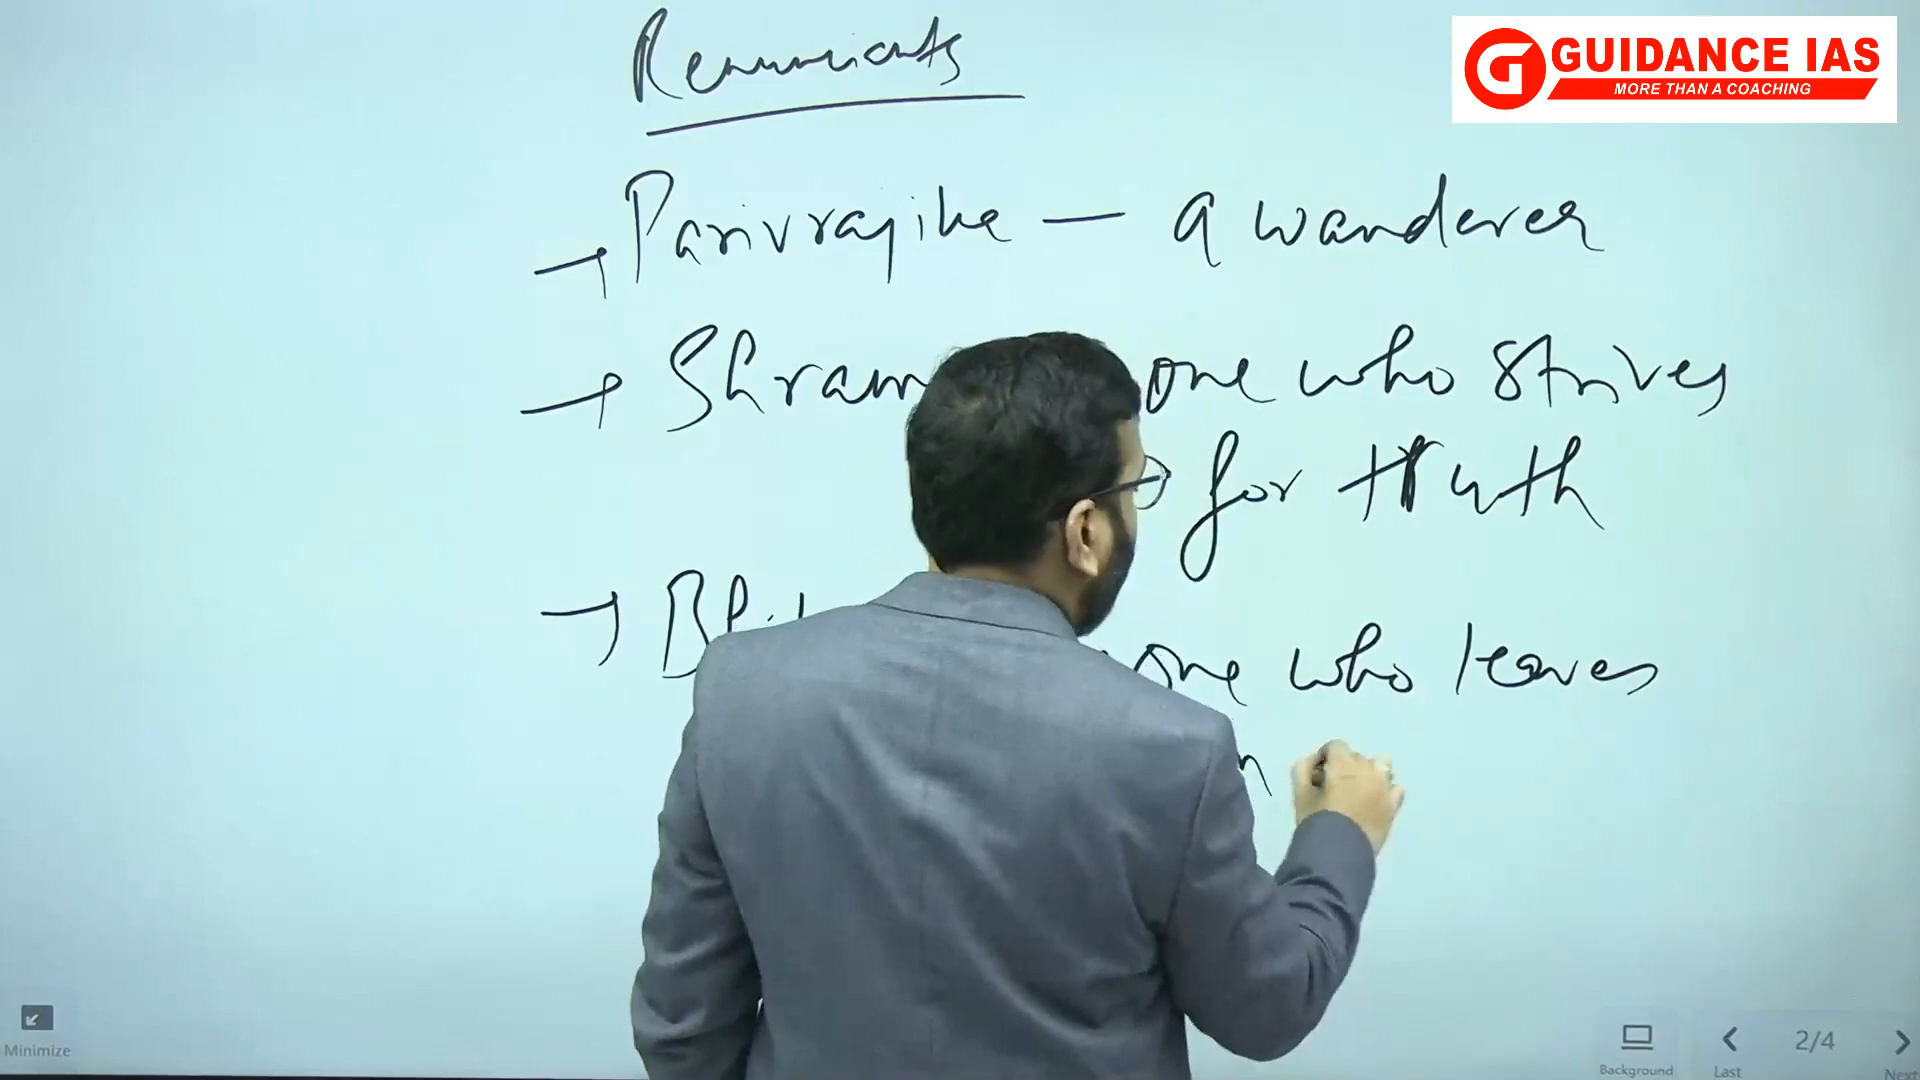 GUIDANCE IAS
MORE THAN A COACHING
Renunciants
→ Parivrajike — a wanderer
→ Shram one who strives
for truth
→ one who leaves
Minimize
Background
Last
2/4
Next